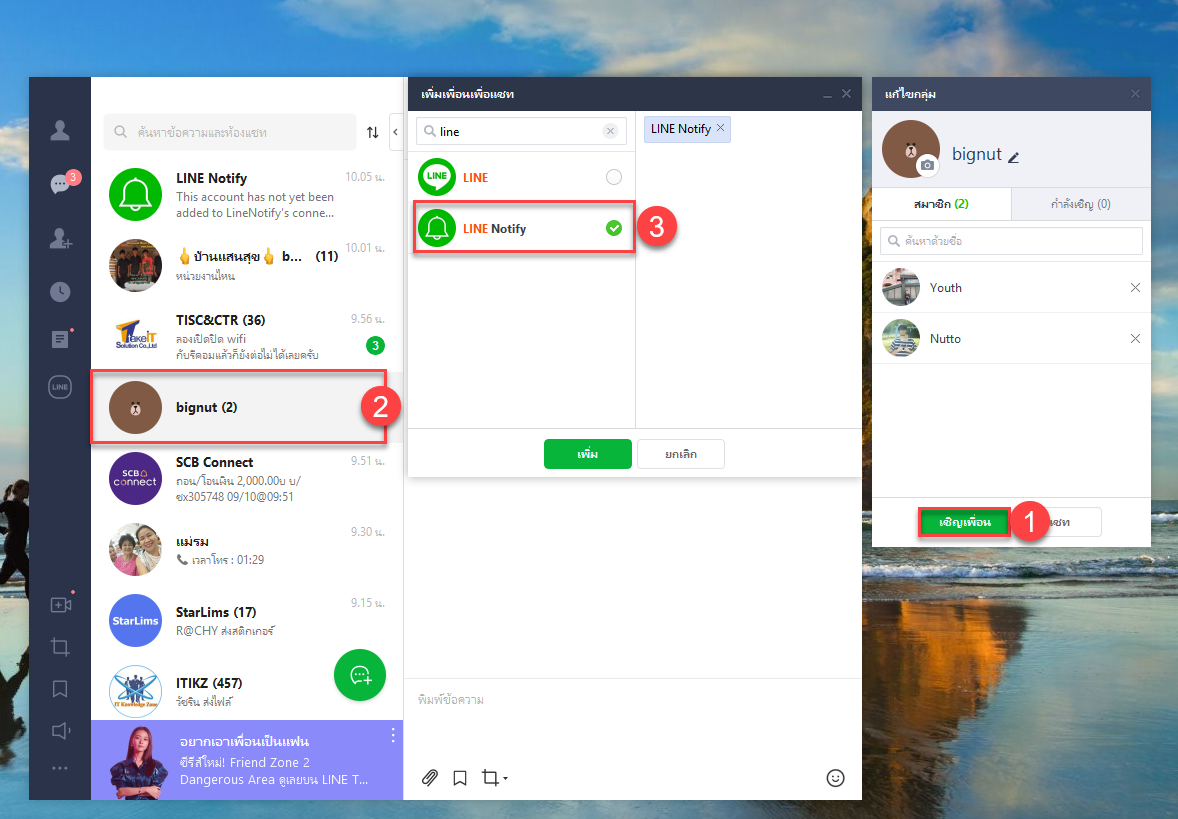 3
ค้นหาข้อความและห้องแชท
LINE Notify
10.05 น.
This account has not yet been
added to LineNotify's conne...
👆บ้านแสนสุข👆 b... (11)
10.01 น.
หน่วยงานไหน
TakeIT
Solution Co.,Ltd
TISC&CTR (36)
9.56 น.
ลองเปิดปิด wifi
กับรีคอมแล้วก็ยังต่อไม่ได้เลยครับ
3
LINE
bignut (2)
2
SCB
connect
SCB Connect
9.51 น.
ถอน/โอนเงิน 2,000.00บ บ/
ชx305748 09/10@09:51
แม่รม
9.30 น.
เวลาโทร : 01:29
StarLims
StarLims (17)
9.15 น.
R@CHY ส่งสติกเกอร์
IT Knowledge Zone
ITIKZ (457)
วัชริน ส่งไฟล์
อยากเอาเพื่อนเป็นแฟน
ซีรีส์ใหม่! Friend Zone 2
Dangerous Area ดูเลยบน LINE T...
เพิ่มเพื่อนเพื่อแชท
line
LINE Notify
LINE
LINE
LINE Notify
3
เพิ่ม
ยกเลิก
พิมพ์ข้อความ
แก้ไขกลุ่ม
bignut
สมาชิก (2)
กำลังเชิญ (0)
ค้นหาด้วยชื่อ
Youth
Nutto
เชิญเพื่อน
1
แชท